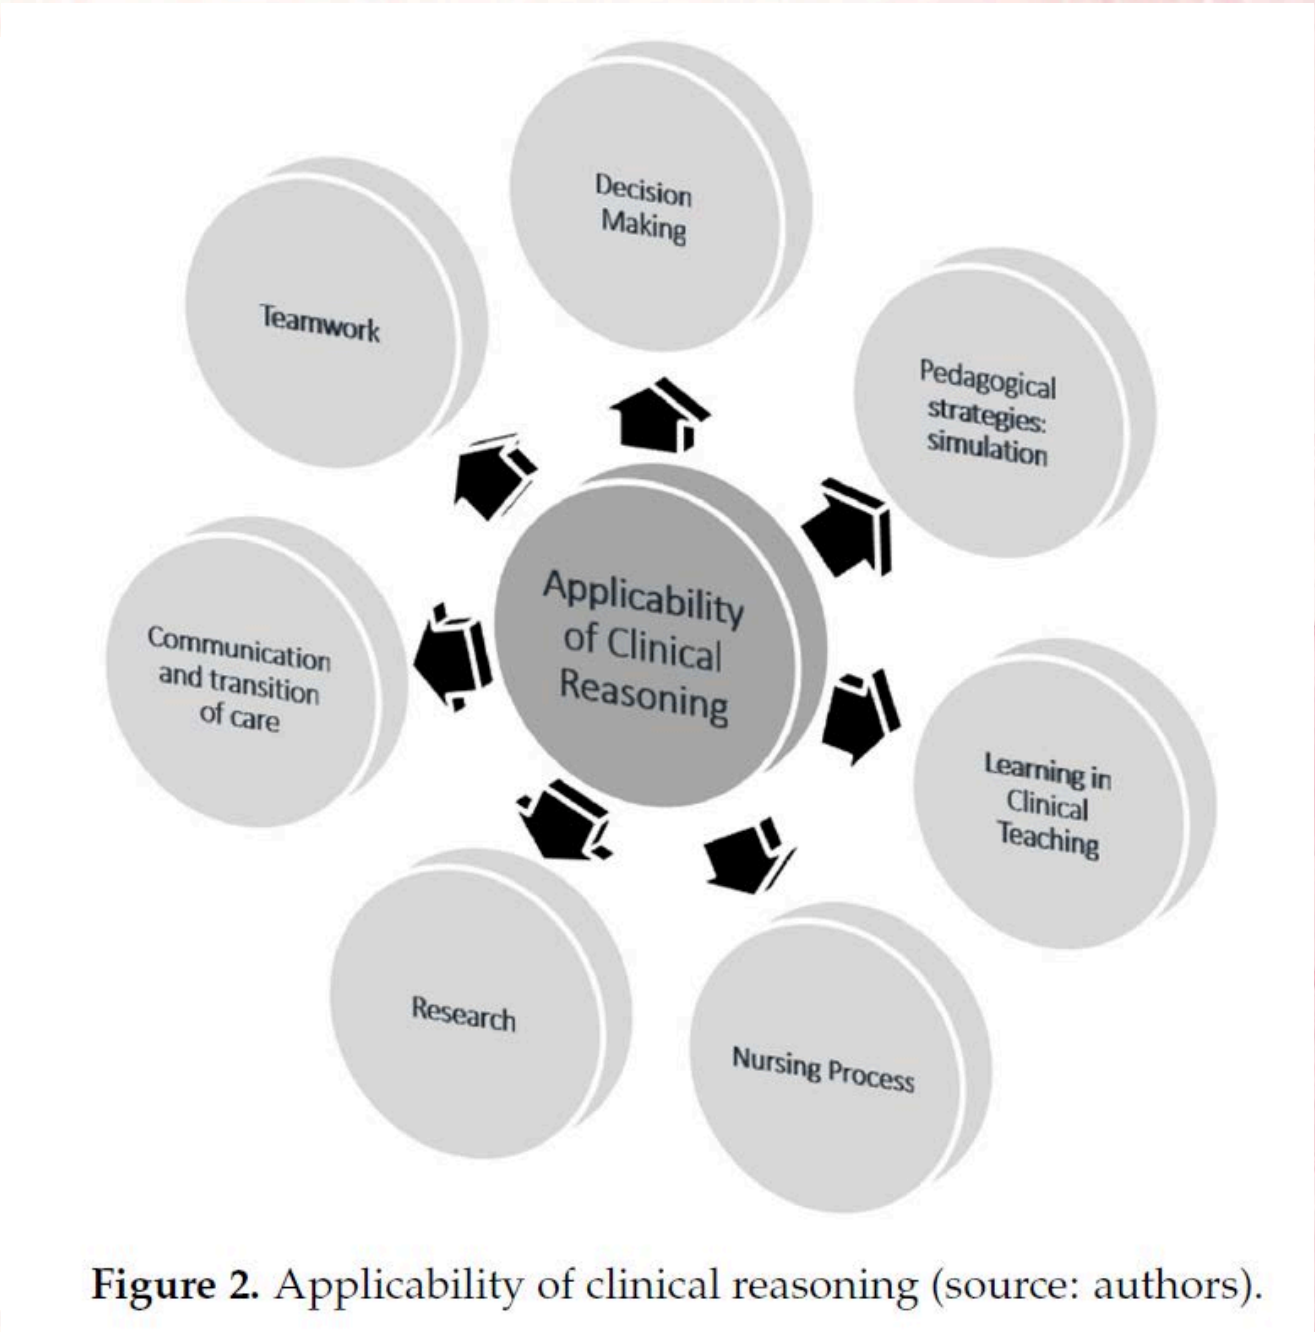 Decision
Making
Teamwork
Pedagogical
strategies:
simulation
Applicability
of Clinical
Reasoning
Communication
and transition
of care
Learning in
Clinical
Teaching
Research
Nursing Process
Figure 2. Applicability of clinical reasoning (source: authors).